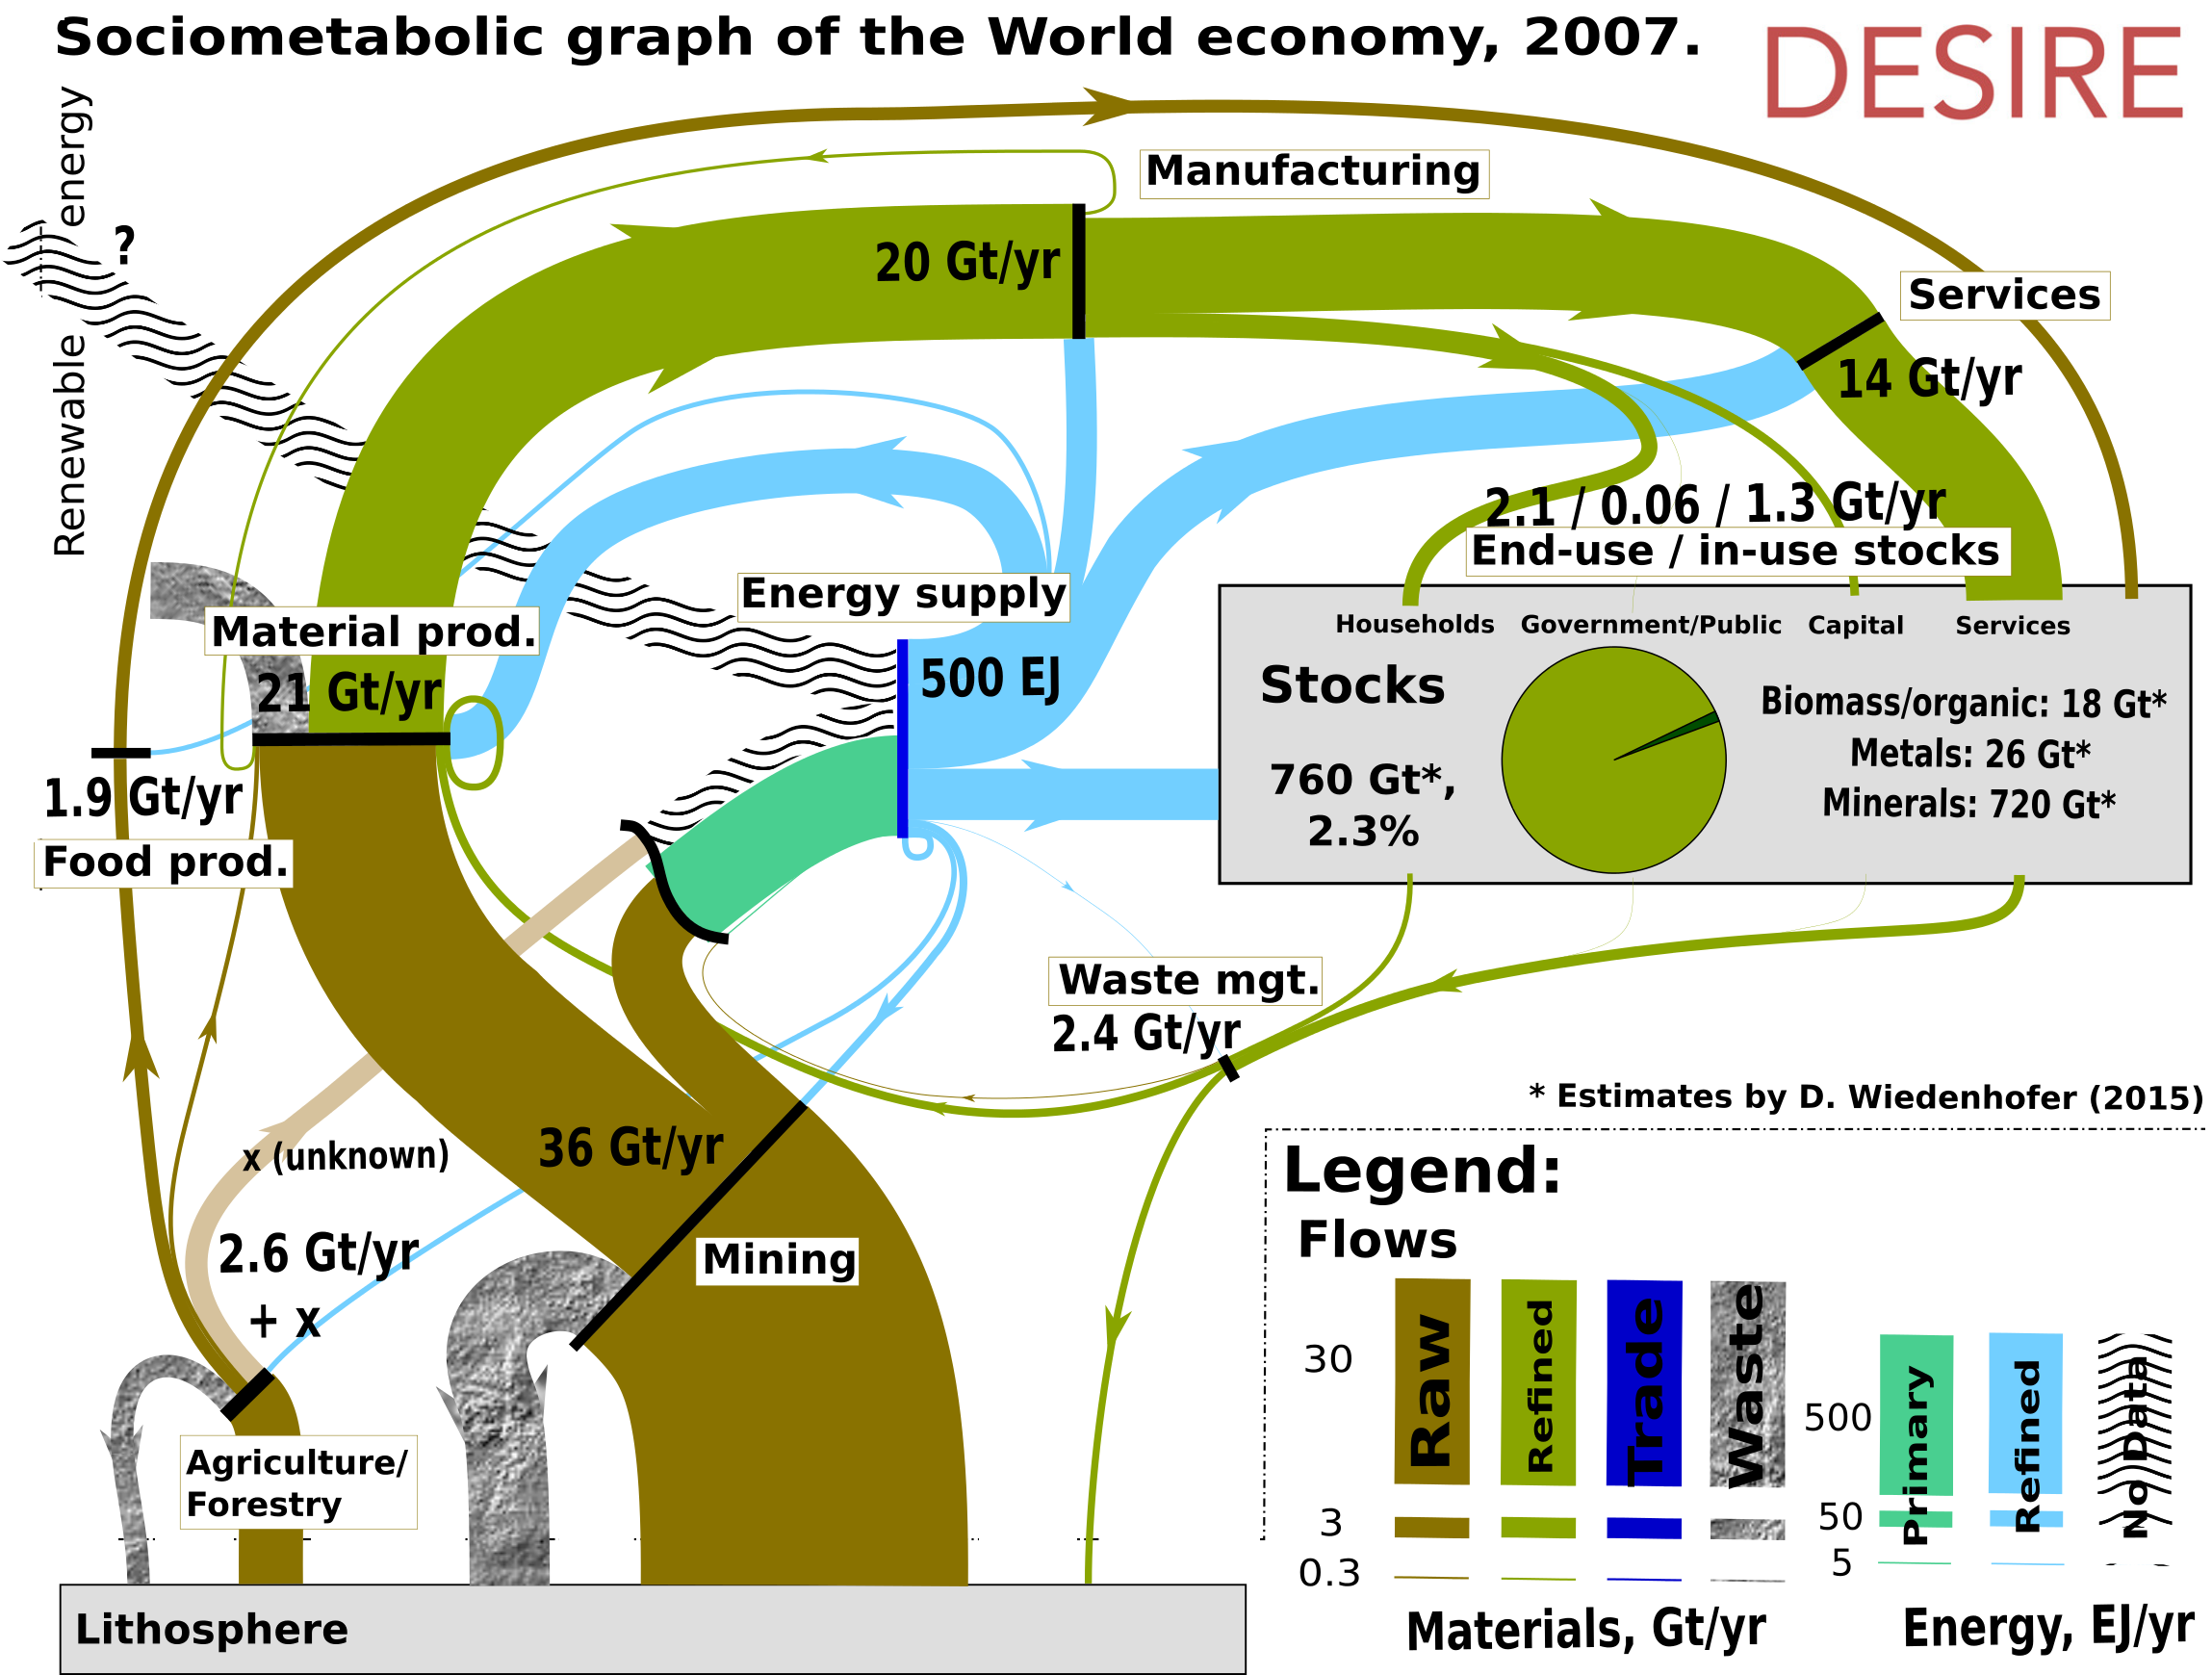 Sociometabolic graph of the World economy, 2007.
DESIRE
Renewable energy
?
Manufacturing
20 Gt/yr
Services
14 Gt/yr
2.1 / 0.06 / 1.3 Gt/yr
End-use / in-use stocks
Energy supply
500 EJ
Material prod.
21 Gt/yr
Households
Government/Public
Capital
Services
Stocks
760 Gt*,
2.3%
Biomass/organic: 18 Gt*
Metals: 26 Gt*
Minerals: 720 Gt*
1.9 Gt/yr
Food prod.
Waste mgt.
2.4 Gt/yr
* Estimates by D. Wiedenhofer (2015)
36 Gt/yr
x (unknown)
2.6 Gt/yr
+ x
Mining
Agriculture/
Forestry
Lithosphere
Legend:
Flows
30
3
0.3
Raw
Refined
Trade
Waste
500
50
5
Primary
Refined
No Data
Materials, Gt/yr
Energy, EJ/yr